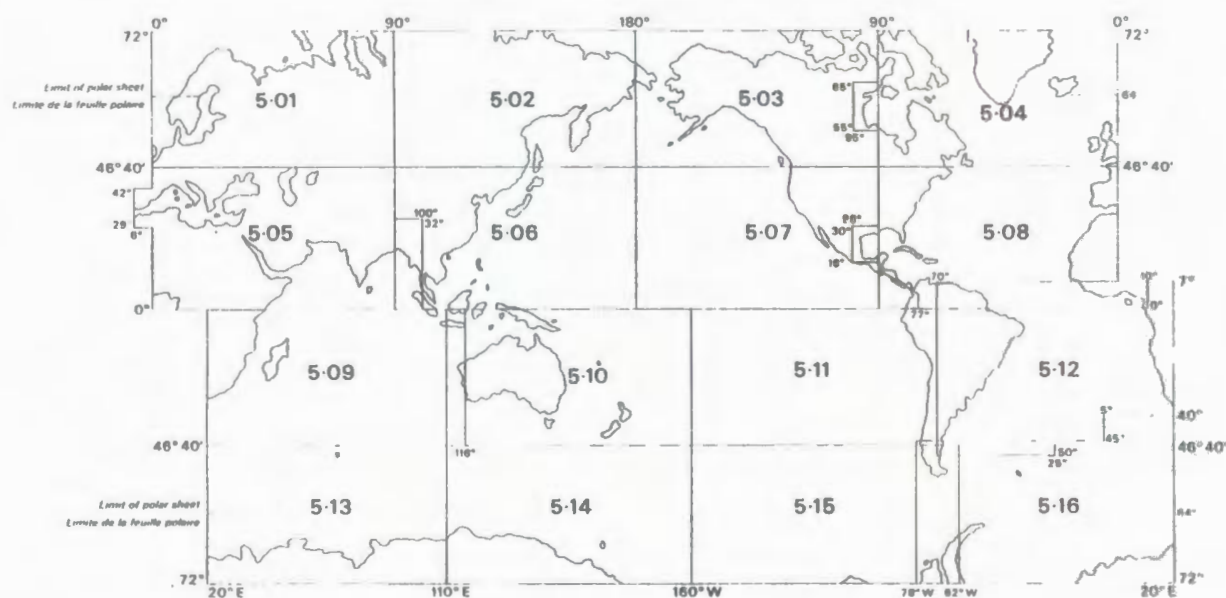 0° 90° 180° 90° 0°
72° 72°
Limit of polar sheet
Limite de la feuille polaire
5·01 5·02 5·03 5·04
65° 64
55°
95°
46°40' 46°40'
42°
29
6°
100°
32°
5·05 5·06 5·07 5·08
30°
18°
70° 10° 7°
0° 77° 0°
5·09 5·10 5·11 5·12
5° 40°
45°
46°40' 116° 50° 46°40'
25°
Limit of polar sheet
Limite de la feuille polaire
5·13 5·14 5·15 5·16
64°
72° 72°
20°E 110°E 160°W 78°W 62°W 20°E